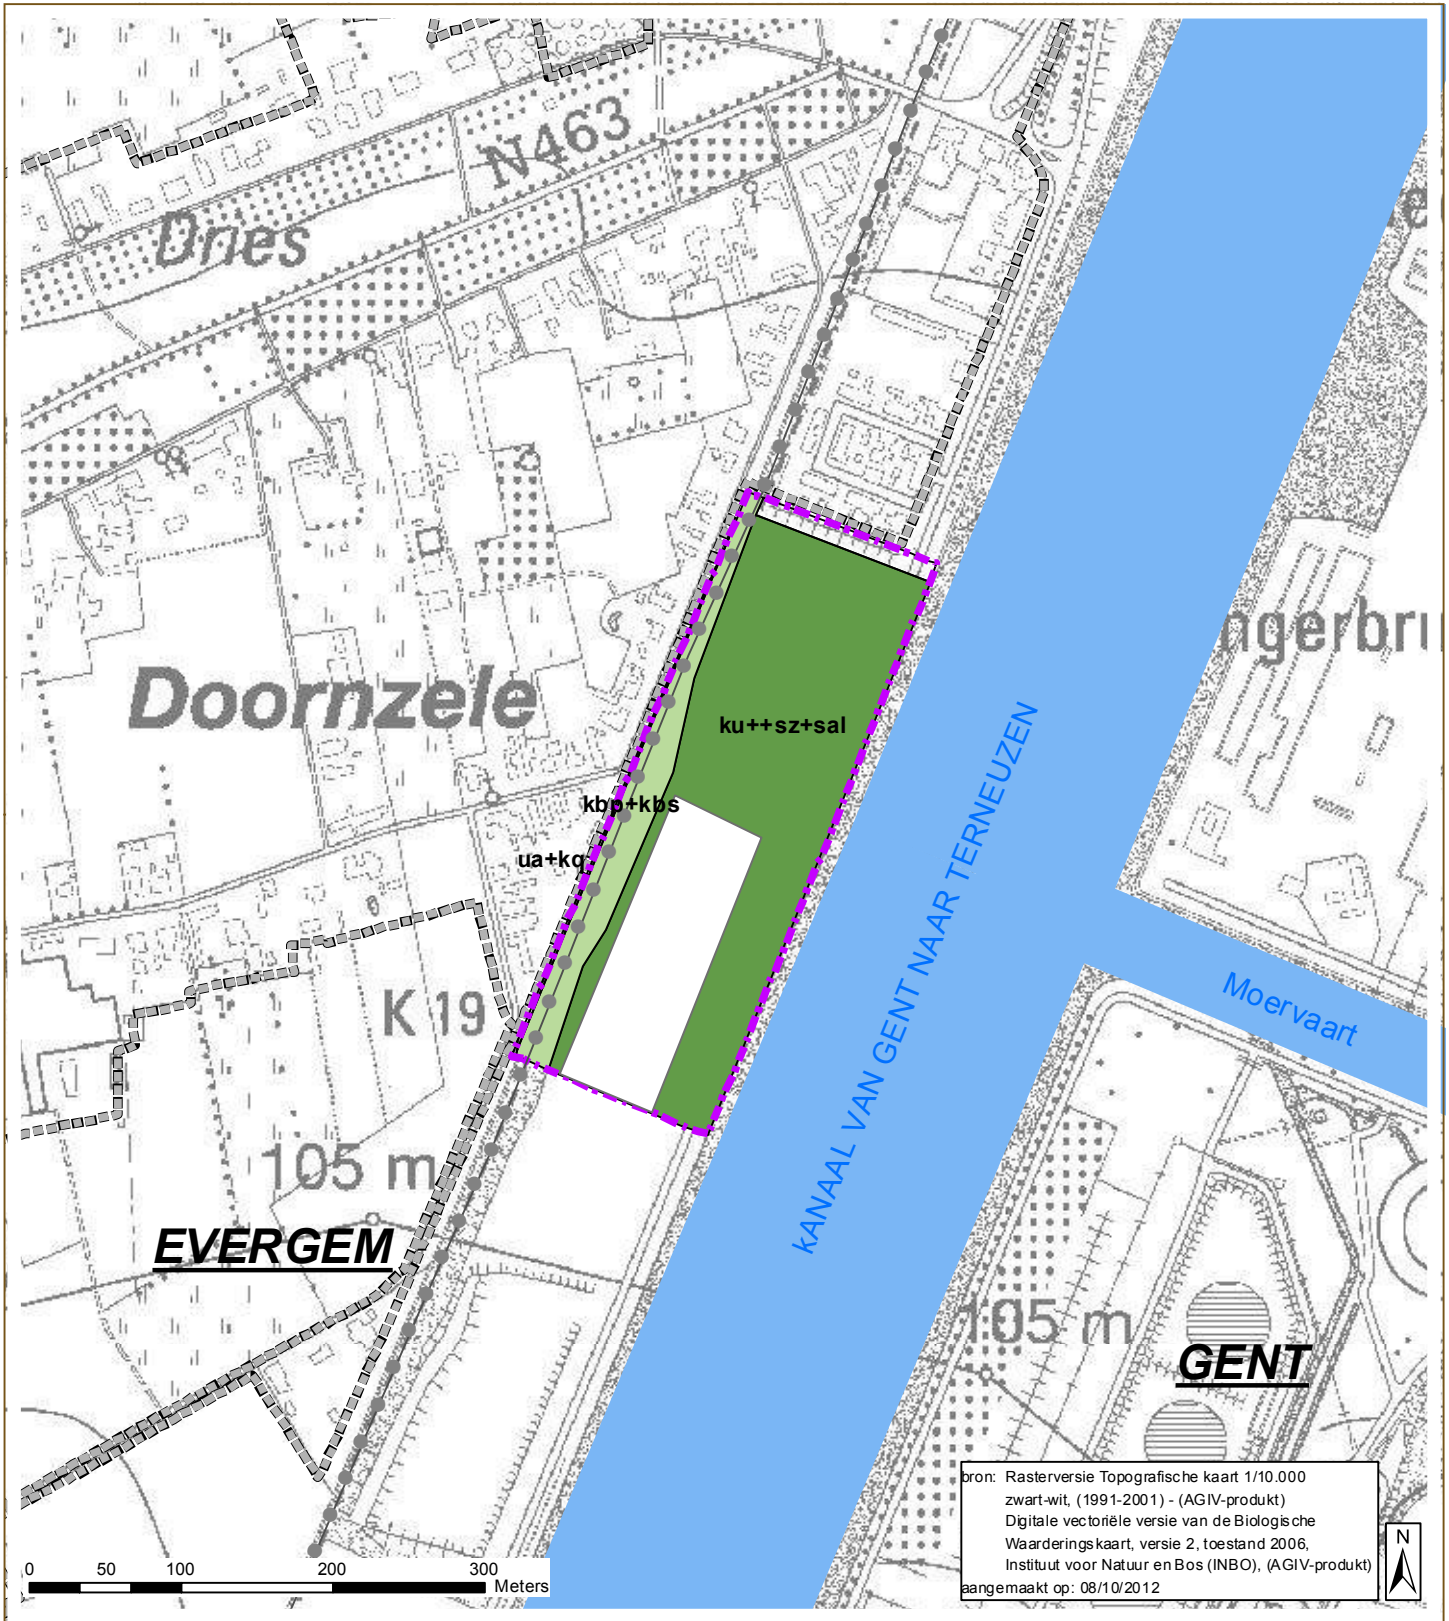 N463
Dries
ngerbru
Doornzele
ku++sz+sal
kbp+kbs
ua+kq
KANAAL VAN GENT NAAR TERNEUZEN
Moervaart
K 19
105 m
EVERGEM
105 m
GENT
bron: Rasterversie Topografische kaart 1/10.000
zwart-wit, (1991-2001) - (AGIV-produkt)
Digitale vectoriële versie van de Biologische
Waarderingskaart, versie 2, toestand 2006,
Instituut voor Natuur en Bos (INBO), (AGIV-produkt)
aangemaakt op: 08/10/2012
N
0 50 100 200 300
Meters